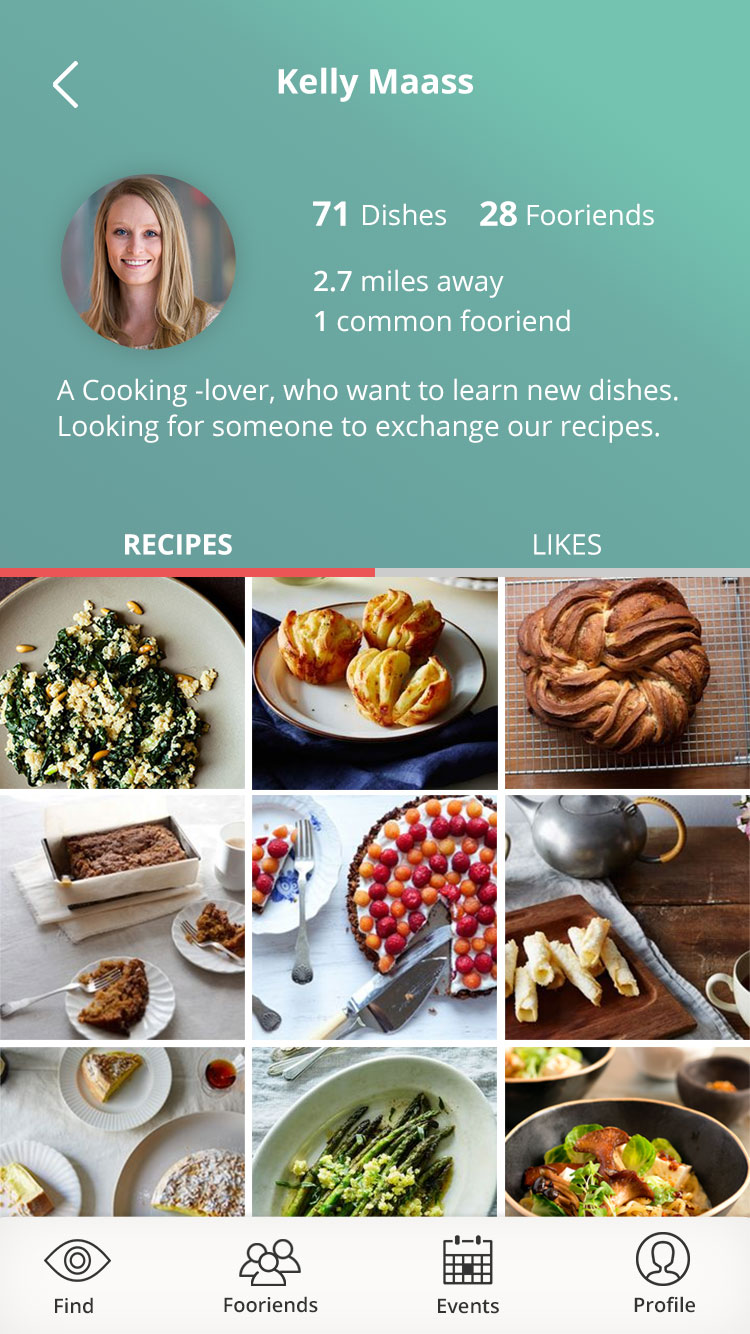 Kelly Maass
71 Dishes 28 Fooriends
2.7 miles away
1 common fooriend
A Cooking -lover, who want to learn new dishes.
Looking for someone to exchange our recipes.
RECIPES LIKES
Find Fooriends Events Profile